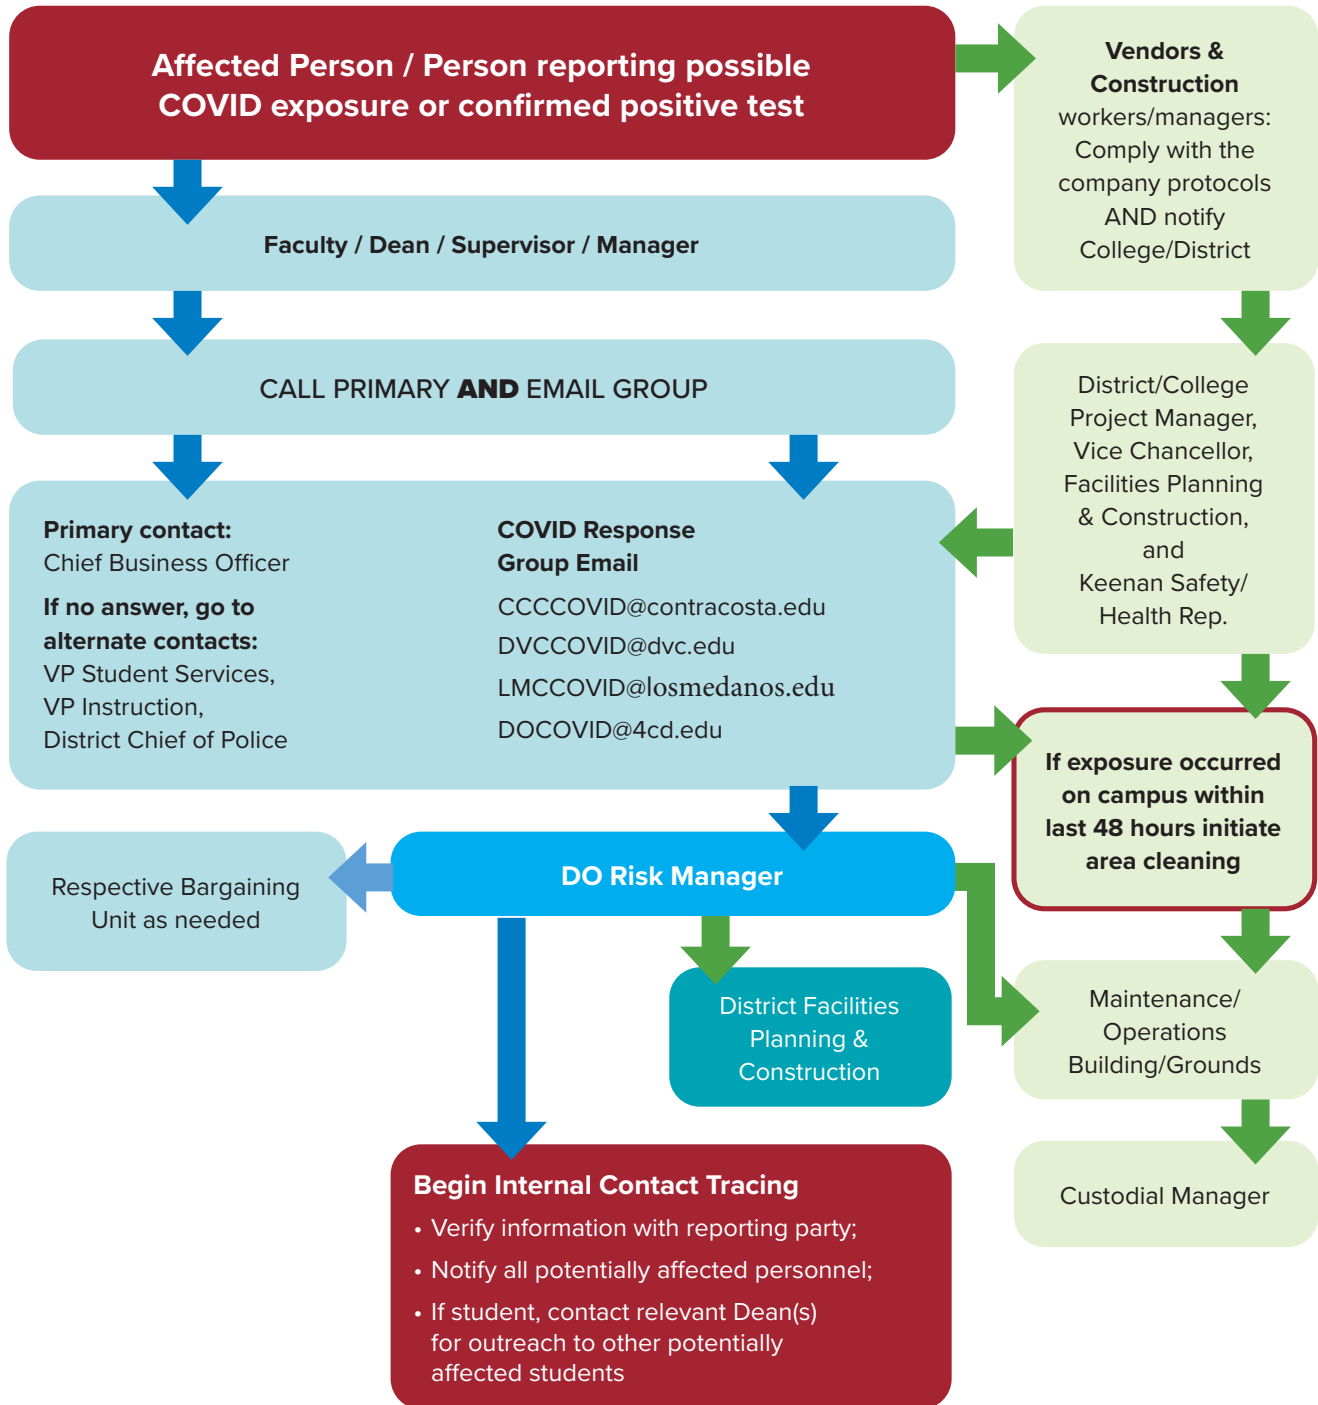 Affected Person / Person reporting possible
COVID exposure or confirmed positive test
Vendors &
Construction
workers/managers:
Comply with the
company protocols
AND notify
College/District
Faculty / Dean / Supervisor / Manager
CALL PRIMARY AND EMAIL GROUP
District/College
Project Manager,
Vice Chancellor,
Facilities Planning
& Construction,
and
Keenan Safety/
Health Rep.
Primary contact:
Chief Business Officer
If no answer, go to
alternate contacts:
VP Student Services,
VP Instruction,
District Chief of Police
COVID Response
Group Email
CCCCOVID@contracosta.edu
DVCCOVID@dvc.edu
LMCCOVID@losmedanos.edu
DOCOVID@4cd.edu
If exposure occurred
on campus within
last 48 hours initiate
area cleaning
Respective Bargaining
Unit as needed
DO Risk Manager
District Facilities
Planning &
Construction
Maintenance/
Operations
Building/Grounds
Custodial Manager
Begin Internal Contact Tracing
• Verify information with reporting party;
• Notify all potentially affected personnel;
• If student, contact relevant Dean(s)
for outreach to other potentially
affected students